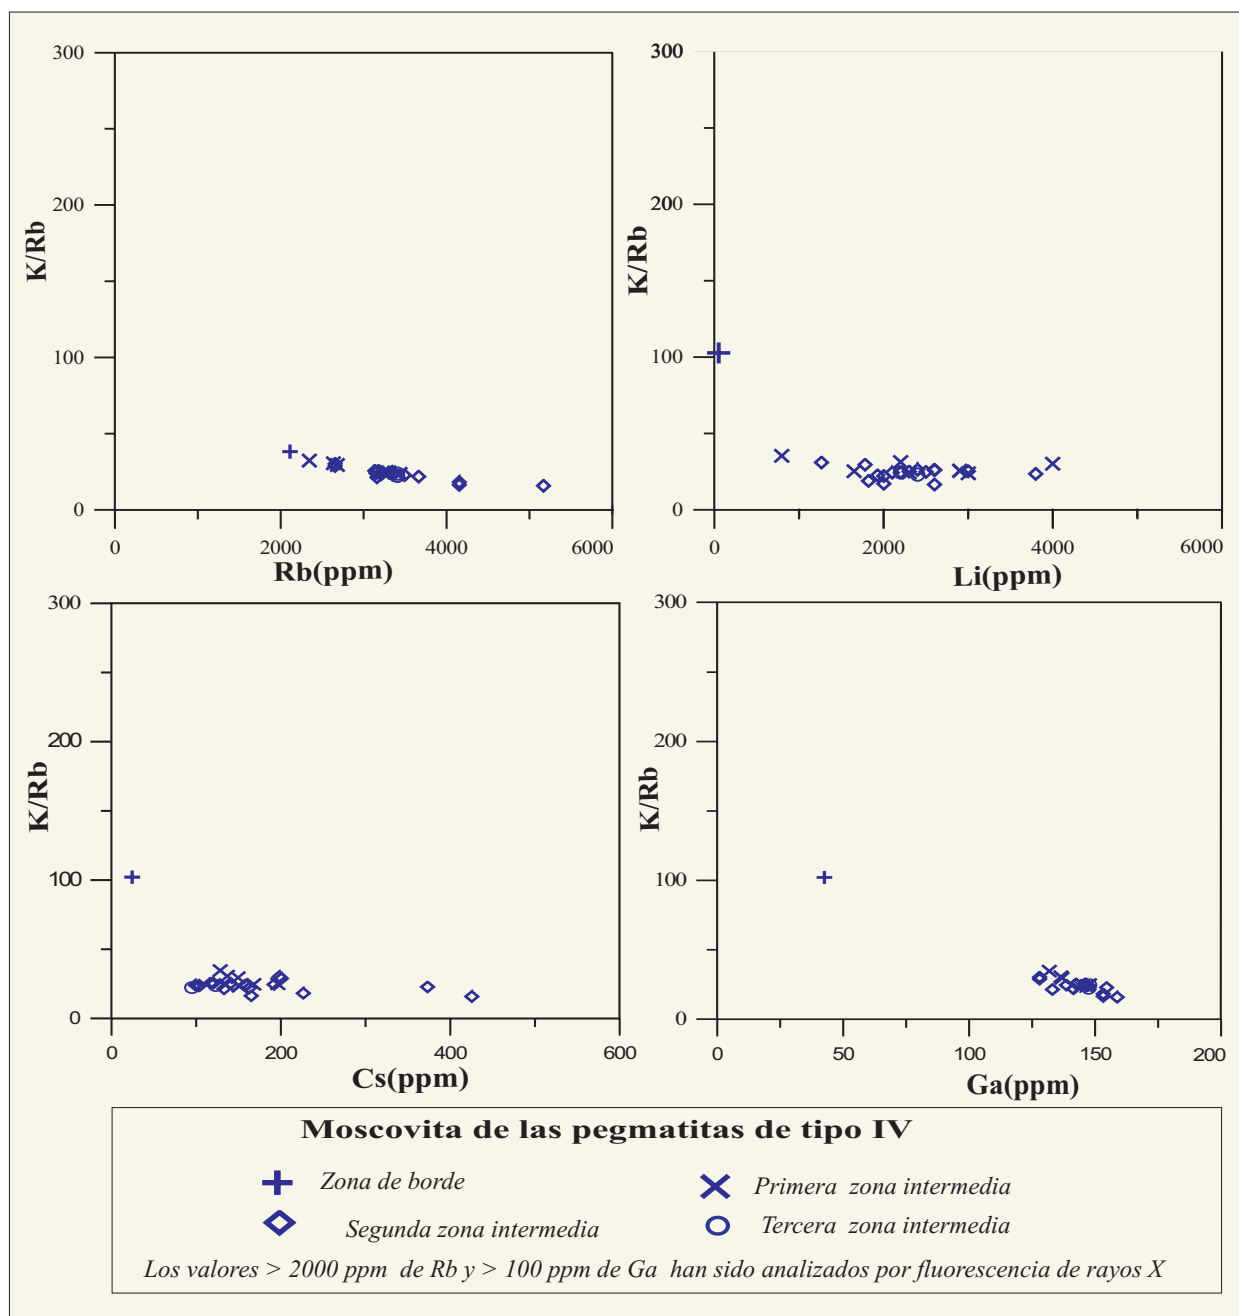 300
200
100
0
K/Rb
0
2000
4000
6000
Rb(ppm)
300
200
100
0
K/Rb
0
2000
4000
6000
Li(ppm)
300
200
100
0
K/Rb
0
200
400
600
Cs(ppm)
300
200
100
0
K/Rb
0
50
100
150
200
Ga(ppm)
Moscovita de las pegmatitas de tipo IV
Zona de borde
Primera zona intermedia
Segunda zona intermedia
Tercera zona intermedia
Los valores > 2000 ppm de Rb y > 100 ppm de Ga han sido analizados por fluorescencia de rayos X